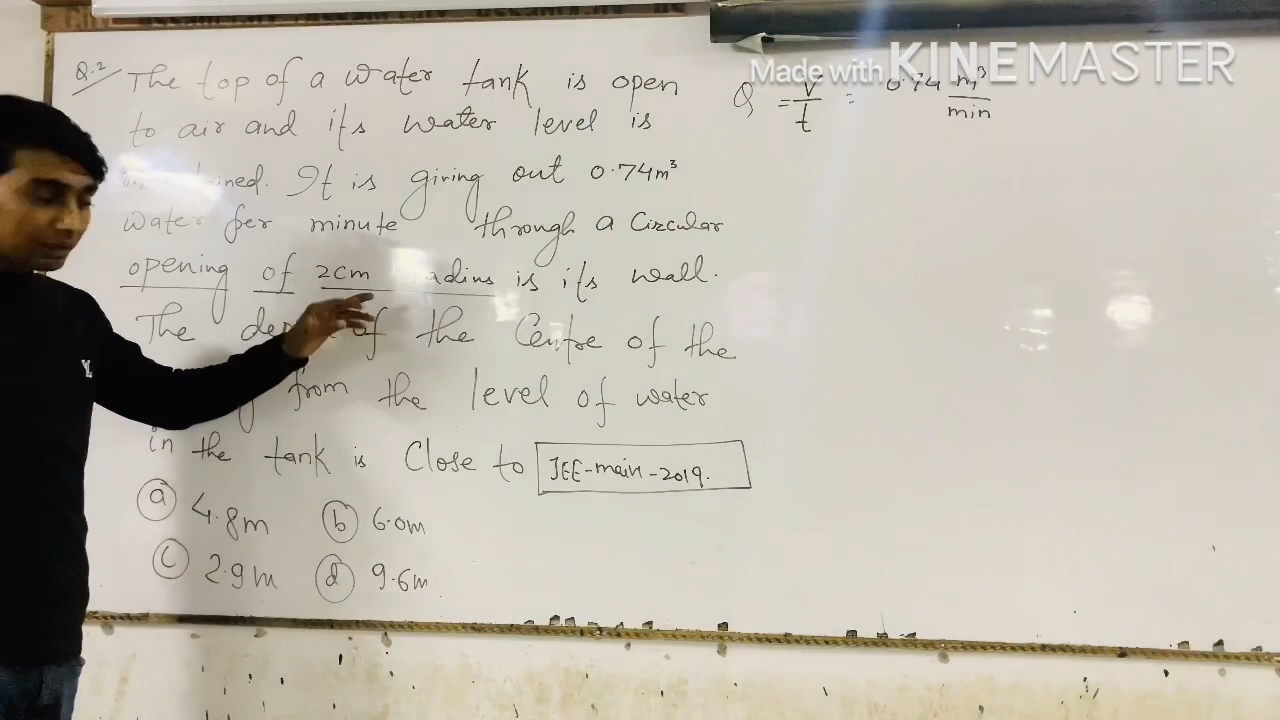 Made with KINEMASTER
Q.2 The top of a water tank is open
to air and its water level is
It is giving out 0.74m³
water per minute through a Circular
opening of 2cm is its wall.
The of the Centre of the
from the level of water
in the tank is Close to JEE-main-2019.
(a) 4.8m (b) 6.0m
(c) 2.9m (d) 9.6m
Q = V/t = 0.74 m³/min